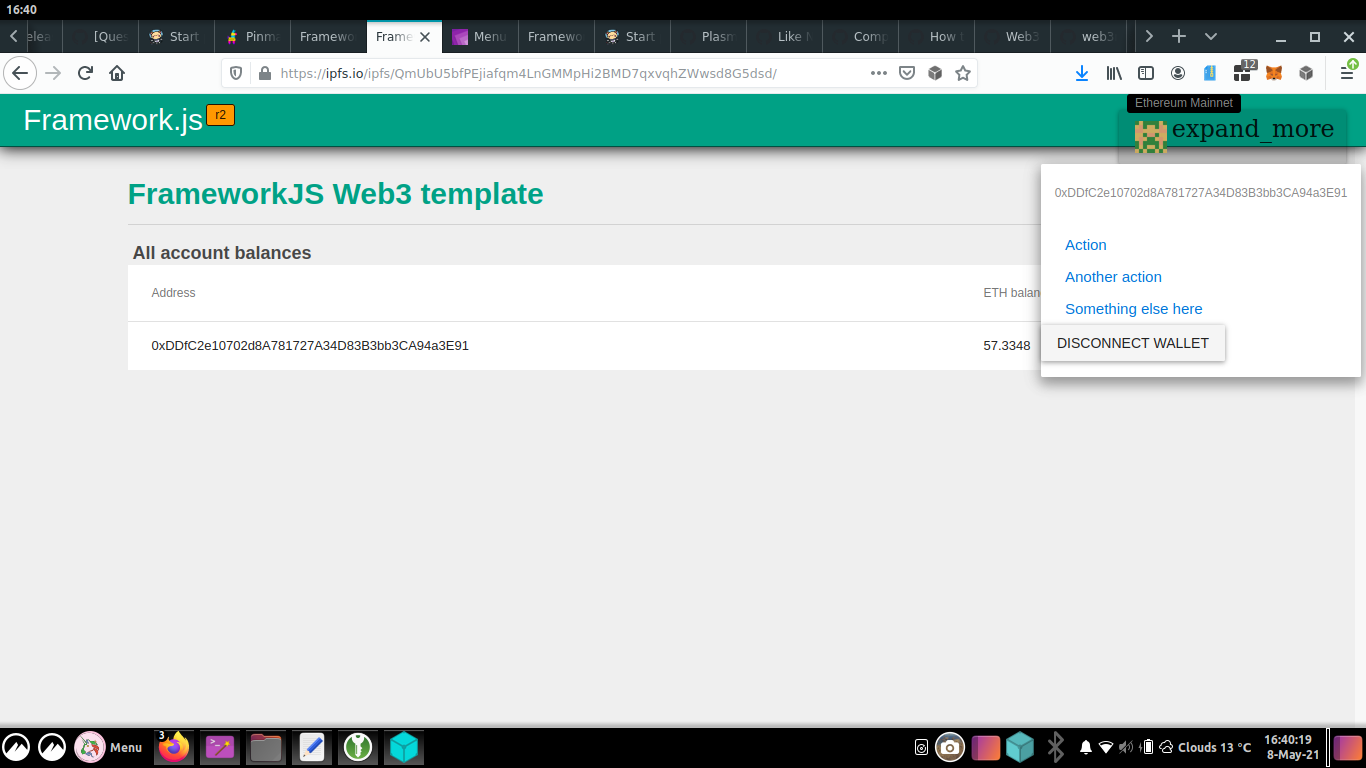 16:40
elea
[Ques
Start
Pinma
Framewo
Frame
Menu
Framewo
Start
Plasm
Like M
Comp
How t
Web3
web3
https://ipfs.io/ipfs/QmUbU5bfPEjiafqm4LnGMMpHi2BMD7qxvqhZWwsd8G5dsd/
12
Framework.js r2
Ethereum Mainnet
expand_more
FrameworkJS Web3 template
0xDDfC2e10702d8A781727A34D83B3bb3CA94a3E91
All account balances
Action
Another action
Something else here
DISCONNECT WALLET
Address
ETH balan
0xDDfC2e10702d8A781727A34D83B3bb3CA94a3E91
57.3348
3
Menu
Clouds 13 °C
16:40:19
8-May-21